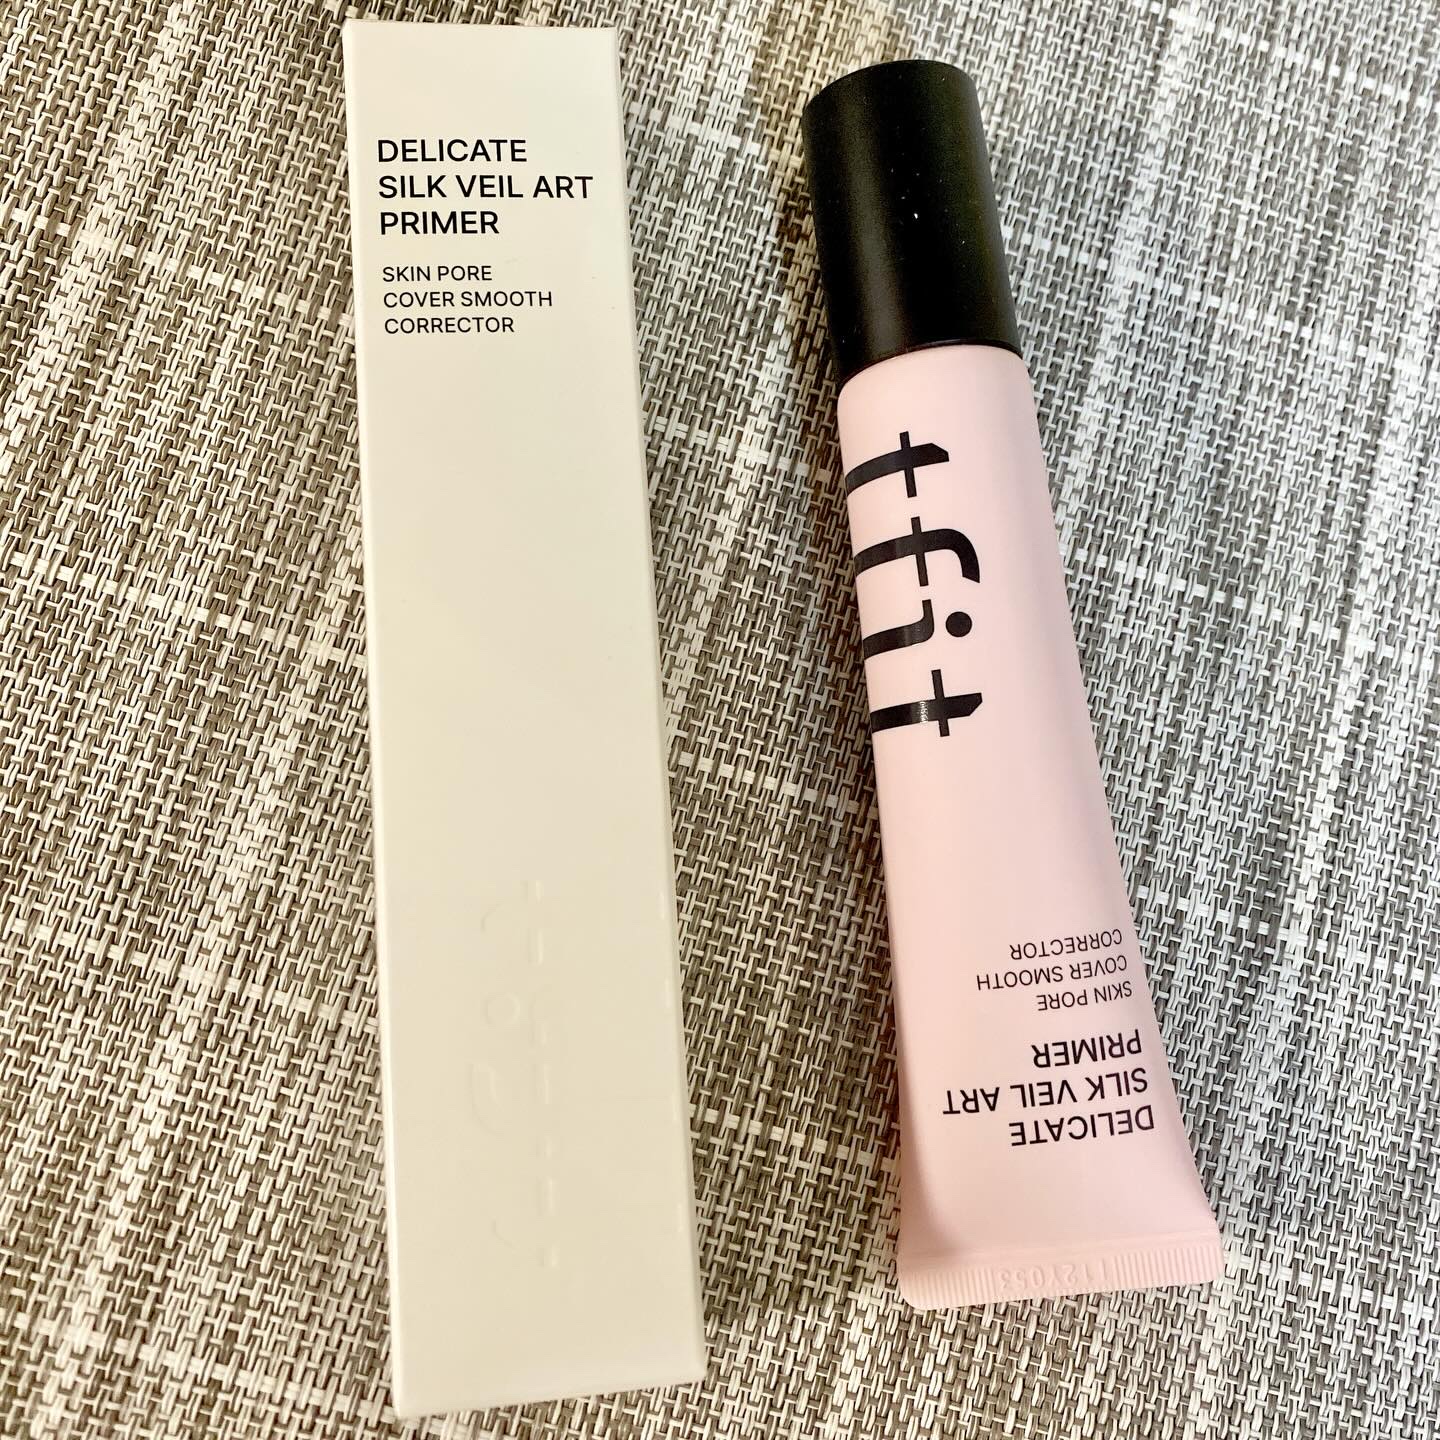 DELICATE
SILK VEIL ART
PRIMER
SKIN PORE
COVER SMOOTH
CORRECTOR
tfit
tfit
DELICATE
SILK VEIL ART
PRIMER
SKIN PORE
COVER SMOOTH
CORRECTOR